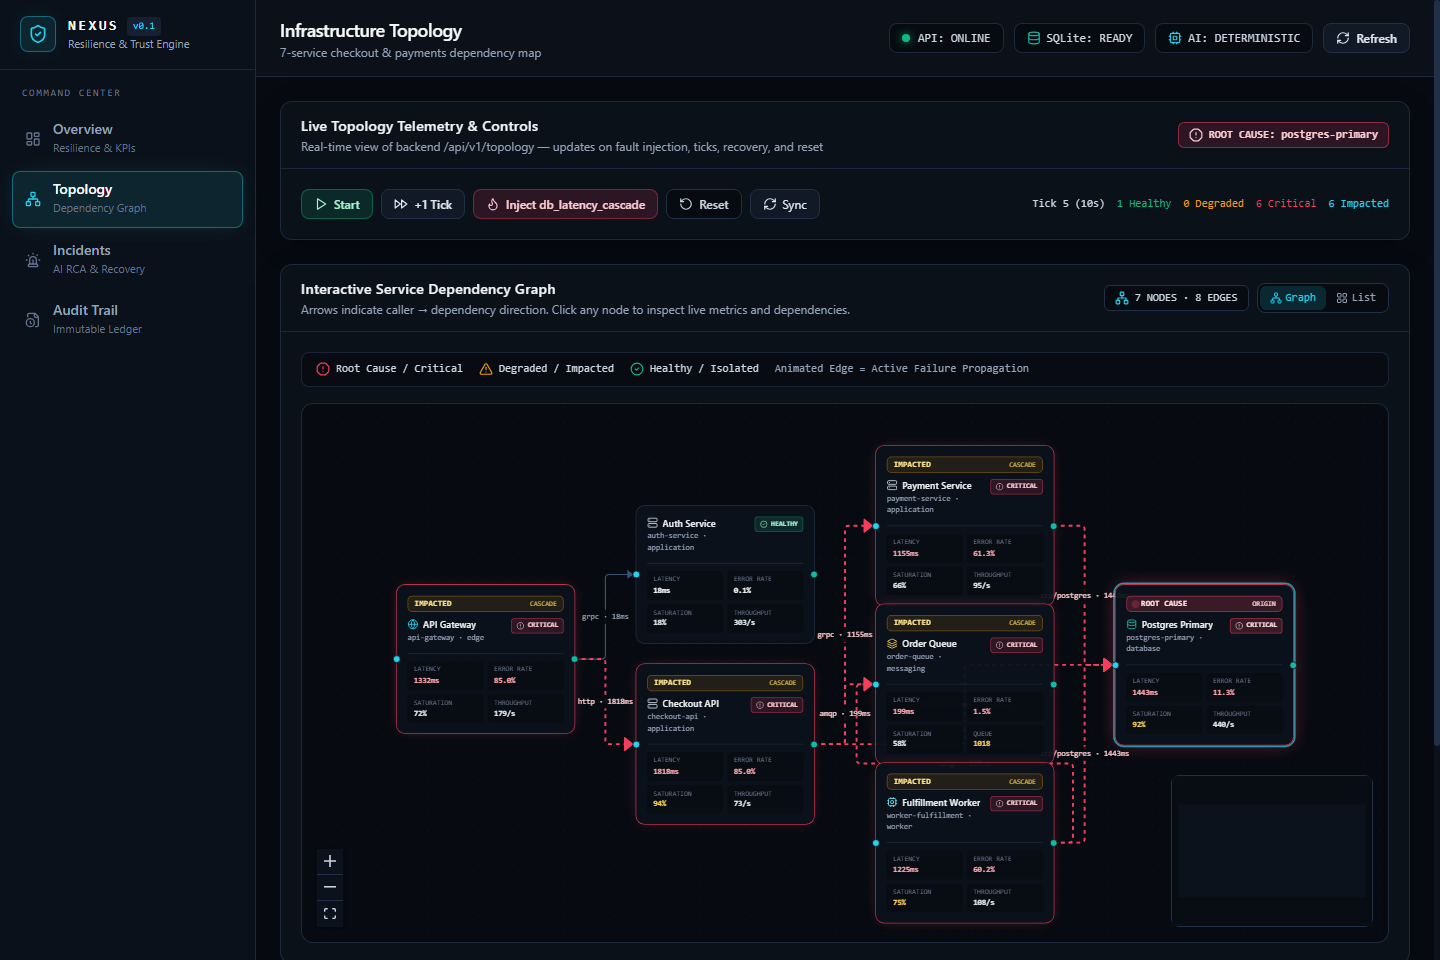 NEXUS v0.1
Resilience & Trust Engine
COMMAND CENTER
Overview
Resilience & KPIs
Topology
Dependency Graph
Incidents
AI RCA & Recovery
Audit Trail
Immutable Ledger
Infrastructure Topology
7-service checkout & payments dependency map
API: ONLINE
SQLite: READY
AI: DETERMINISTIC
Refresh
Live Topology Telemetry & Controls
Real-time view of backend /api/v1/topology — updates on fault injection, ticks, recovery, and reset
ROOT CAUSE: postgres-primary
Start
+1 Tick
Inject db_latency_cascade
Reset
Sync
Tick 5 (10s) 1 Healthy 0 Degraded 6 Critical 6 Impacted
Interactive Service Dependency Graph
Arrows indicate caller → dependency direction. Click any node to inspect live metrics and dependencies.
7 NODES · 8 EDGES
Graph
List
Root Cause / Critical
Degraded / Impacted
Healthy / Isolated
Animated Edge = Active Failure Propagation
IMPACTED CASCADE
API Gateway CRITICAL
api-gateway · edge
LATENCY ERROR RATE
1332ms 85.0%
SATURATION THROUGHPUT
72% 179/s
grpc · 18ms
http · 1818ms
Auth Service HEALTHY
auth-service ·
application
LATENCY ERROR RATE
18ms 0.1%
SATURATION THROUGHPUT
18% 303/s
IMPACTED CASCADE
Checkout API CRITICAL
checkout-api ·
application
LATENCY ERROR RATE
1818ms 85.0%
SATURATION THROUGHPUT
94% 73/s
grpc · 1155ms
amqp · 199ms
IMPACTED CASCADE
Payment Service CRITICAL
payment-service ·
application
LATENCY ERROR RATE
1155ms 61.3%
SATURATION THROUGHPUT
66% 95/s
IMPACTED CASCADE
Order Queue CRITICAL
order-queue ·
messaging
LATENCY ERROR RATE
199ms 1.5%
SATURATION QUEUE
58% 1018
IMPACTED CASCADE
Fulfillment Worker CRITICAL
worker-fulfillment ·
worker
LATENCY ERROR RATE
1225ms 60.2%
SATURATION THROUGHPUT
75% 108/s
/postgres · 144
/postgres · 1443ms
ROOT CAUSE ORIGIN
Postgres Primary CRITICAL
postgres-primary ·
database
LATENCY ERROR RATE
1443ms 11.3%
SATURATION THROUGHPUT
92% 440/s